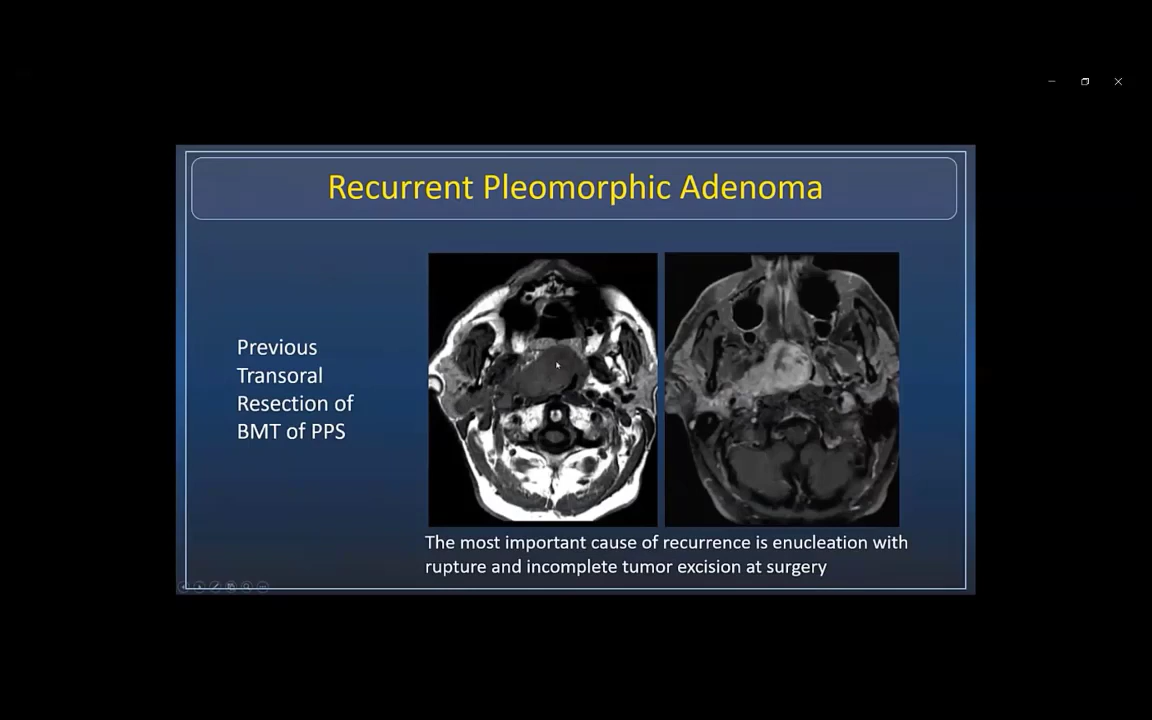 Recurrent Pleomorphic Adenoma
Previous
Transoral
Resection of
BMT of PPS
The most important cause of recurrence is enucleation with
rupture and incomplete tumor excision at surgery